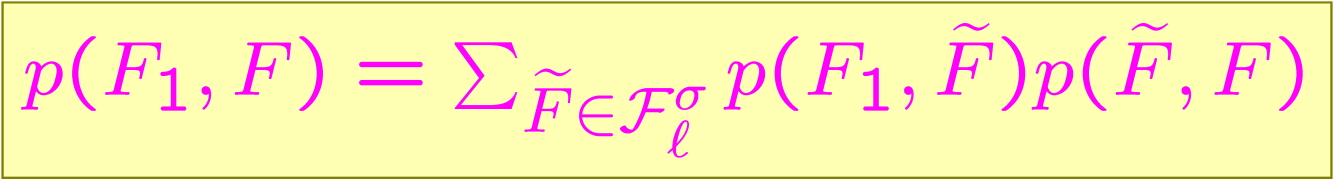 $p(F_1, F) = \sum_{\widetilde{F} \in \mathcal{F}_{\ell}^{\sigma}} p(F_1, \widetilde{F}) p(\widetilde{F}, F)$